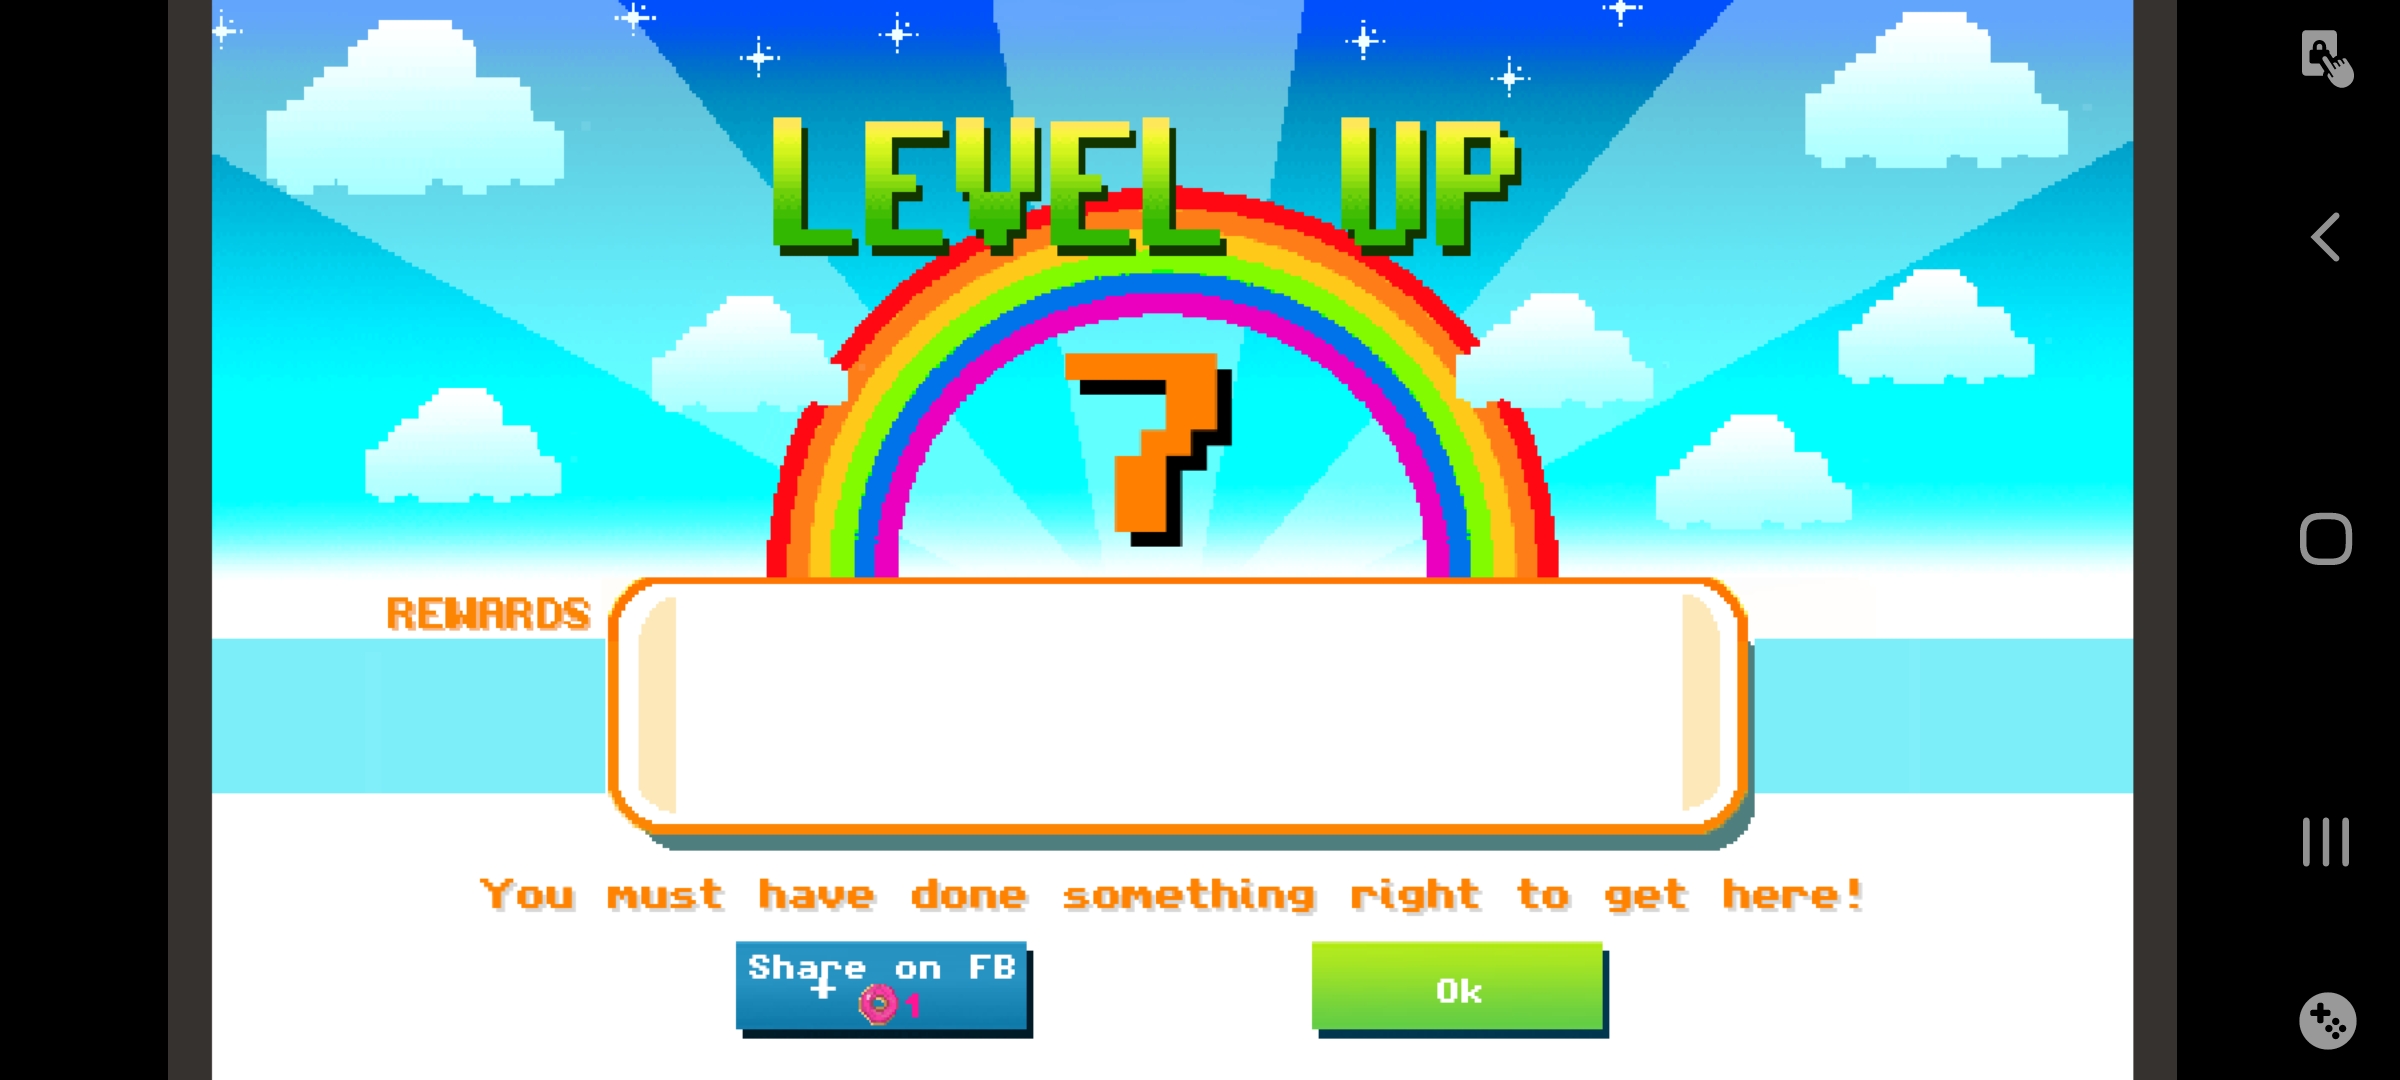 LEVEL UP
7
REWARDS
You must have done something right to get here!
Share on FB
+ 1
Ok